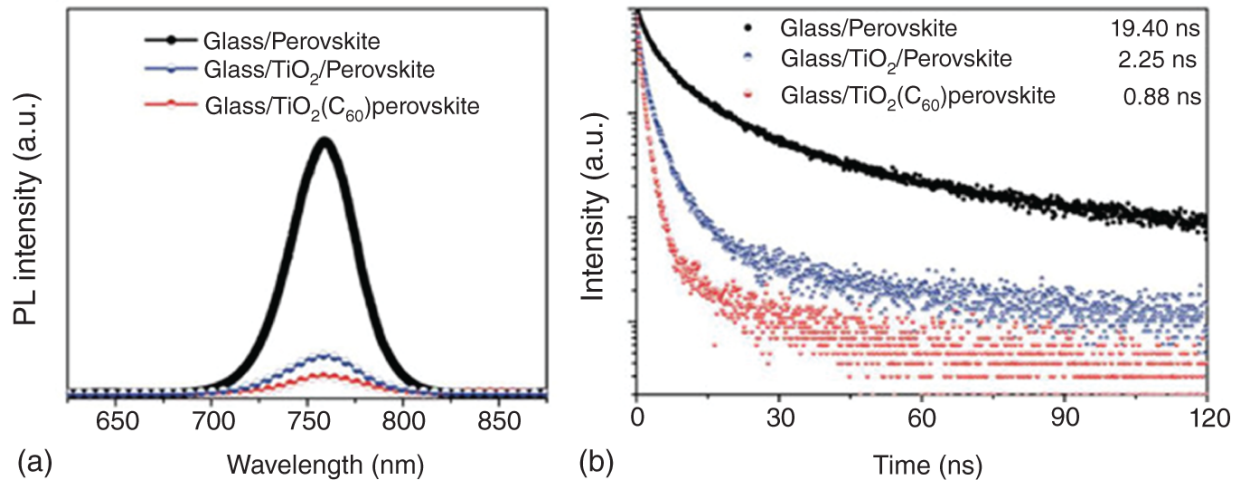 PL intensity (a.u.)
Glass/Perovskite
Glass/TiO₂/Perovskite
Glass/TiO₂(C₆₀)perovskite
650 700 750 800 850
(a) Wavelength (nm)
Intensity (a.u.)
Glass/Perovskite 19.40 ns
Glass/TiO₂/Perovskite 2.25 ns
Glass/TiO₂(C₆₀)perovskite 0.88 ns
0 30 60 90 120
(b) Time (ns)